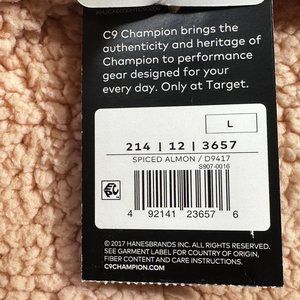 C9 Champion brings the
authenticity and heritage of
Champion to performance
gear designed for your
every day. Only at Target.
L
214 | 12 | 3657
SPICED ALMON / D9417
S907-0016
4 92141 23657 6
© 2017 HANESBRANDS INC. ALL RIGHTS RESERVED.
SEE GARMENT LABEL FOR COUNTRY OF ORIGIN,
FIBER CONTENT AND CARE INSTRUCTIONS.
C9CHAMPION.COM